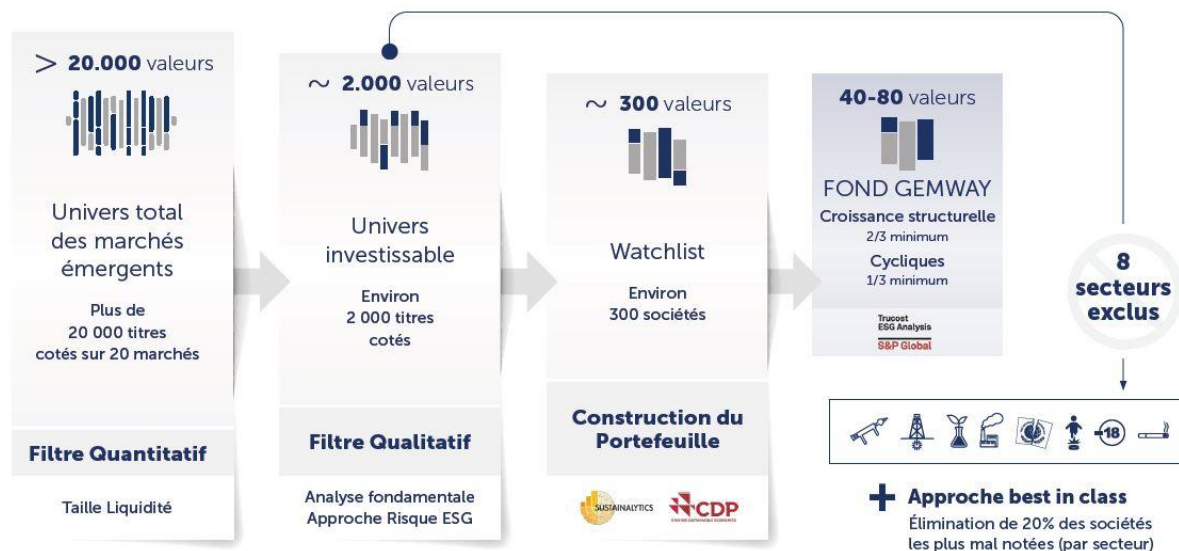 > 20.000 valeurs
Univers total
des marchés
émergents
Plus de
20 000 titres
cotés sur 20 marchés
Filtre Quantitatif
Taille Liquidité
~ 2.000 valeurs
Univers
investissable
Environ
2 000 titres
cotés
Filtre Qualitatif
Analyse fondamentale
Approche Risque ESG
~ 300 valeurs
Watchlist
Environ
300 sociétés
Construction du
Portefeuille
SUSTAINALYTICS
CDP
40-80 valeurs
FOND GEMWAY
Croissance structurelle
2/3 minimum
Cycliques
1/3 minimum
Trucost
ESG Analysis
S&P Global
8
secteurs
exclus
-18
+ Approche best in class
Élimination de 20% des sociétés
les plus mal notées (par secteur)